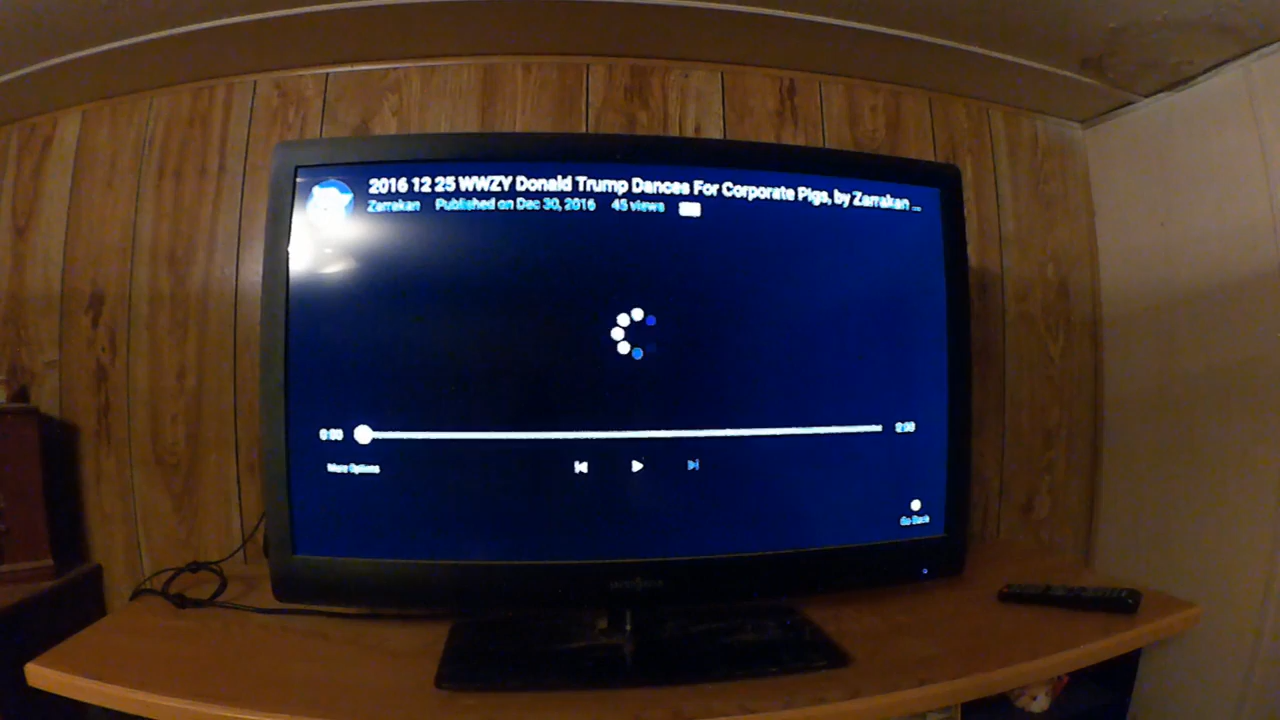 2016 12 25 WWZY Donald Trump Dances For Corporate Pigs, by Zarrakan ...
Zarrakan Published on Dec 30, 2016 45 views
0:00
More Options
Go Back